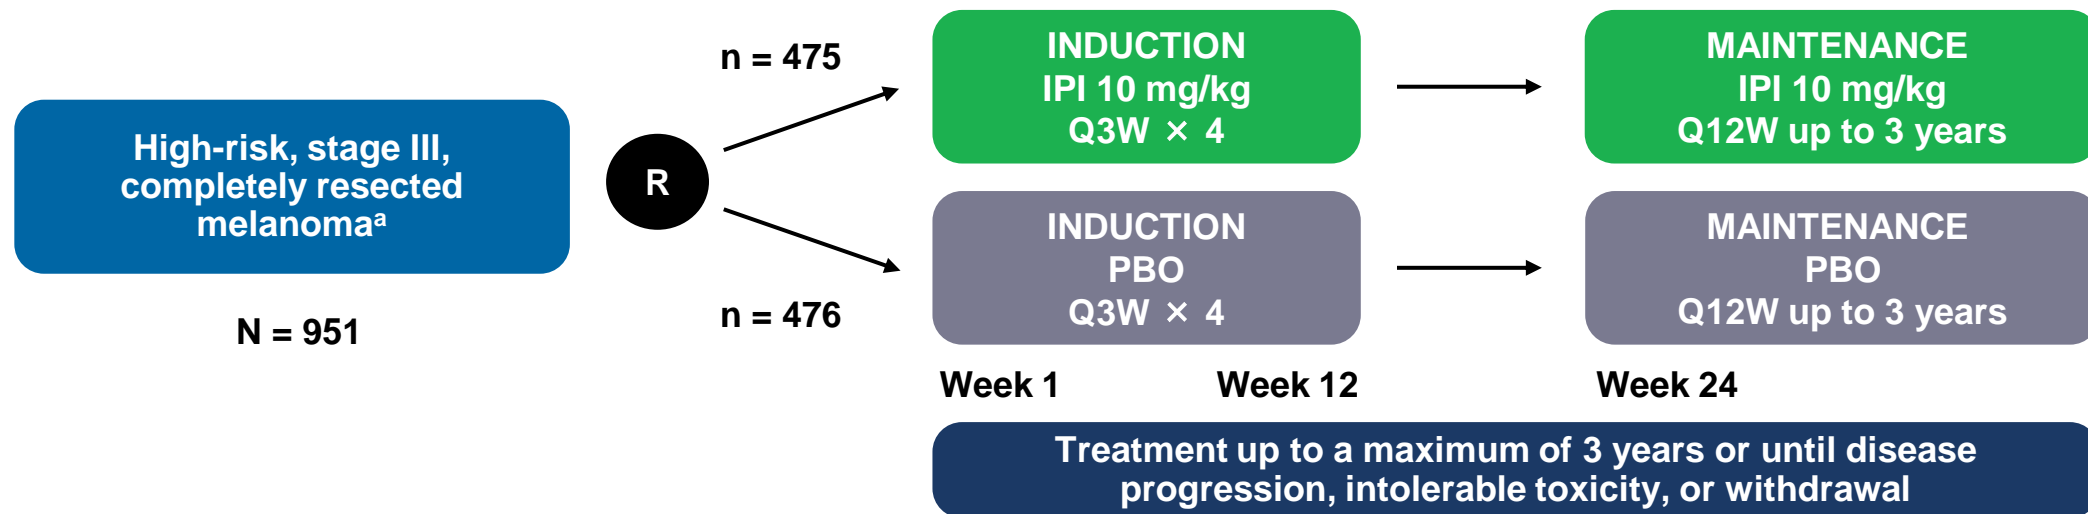 High-risk, stage III,
completely resected
melanomaᵃ
N = 951
R
n = 475
n = 476
INDUCTION
IPI 10 mg/kg
Q3W × 4
MAINTENANCE
IPI 10 mg/kg
Q12W up to 3 years
INDUCTION
PBO
Q3W × 4
MAINTENANCE
PBO
Q12W up to 3 years
Week 1
Week 12
Week 24
Treatment up to a maximum of 3 years or until disease
progression, intolerable toxicity, or withdrawal